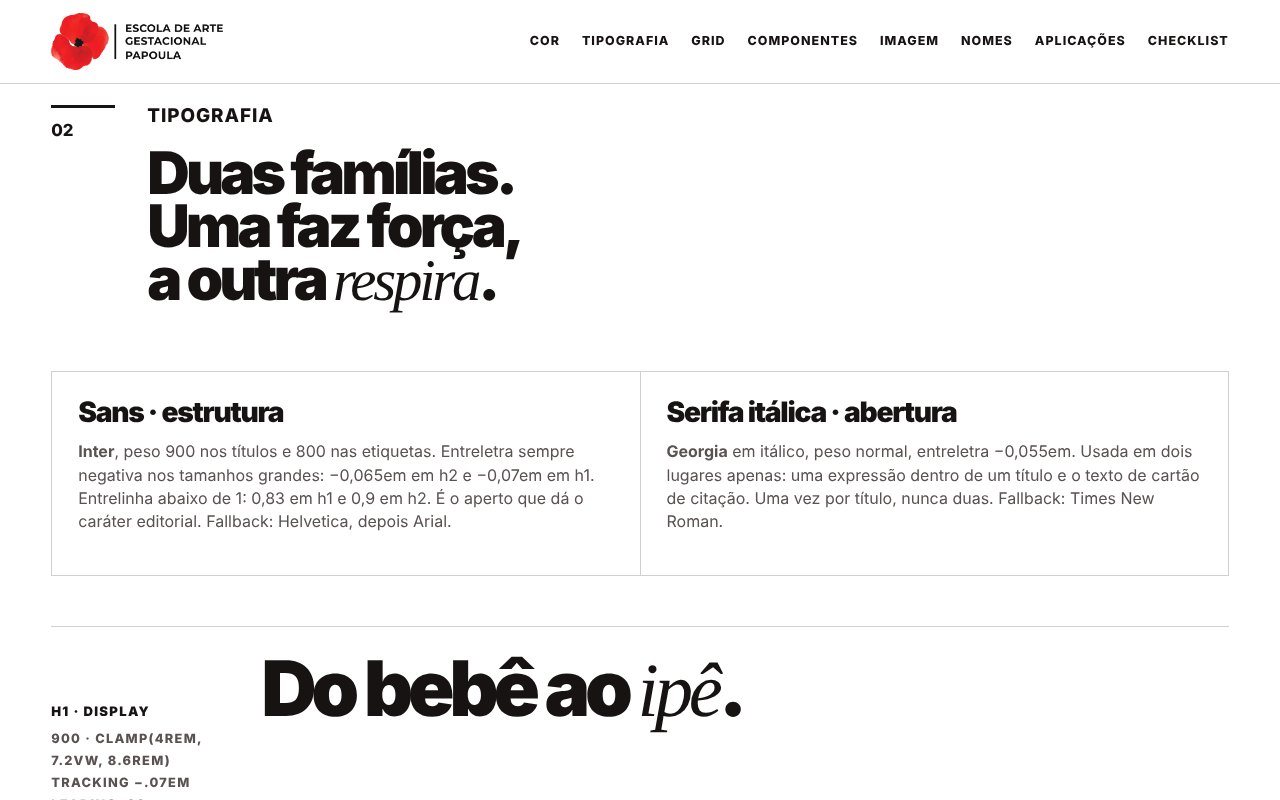 ESCOLA DE ARTE
GESTACIONAL
PAPOULA
COR TIPOGRAFIA GRID COMPONENTES IMAGEM NOMES APLICAÇÕES CHECKLIST
02
TIPOGRAFIA
Duas famílias.
Uma faz força,
a outra respira.
Sans · estrutura
Inter, peso 900 nos títulos e 800 nas etiquetas. Entreletra sempre
negativa nos tamanhos grandes: −0,065em em h2 e −0,07em em h1.
Entrelinha abaixo de 1: 0,83 em h1 e 0,9 em h2. É o aperto que dá o
caráter editorial. Fallback: Helvetica, depois Arial.
Serifa itálica · abertura
Georgia em itálico, peso normal, entreletra −0,055em. Usada em dois
lugares apenas: uma expressão dentro de um título e o texto de cartão
de citação. Uma vez por título, nunca duas. Fallback: Times New
Roman.
Do bebê ao ipê.
H1 · DISPLAY
900 · CLAMP(4REM,
7.2VW, 8.6REM)
TRACKING −.07EM